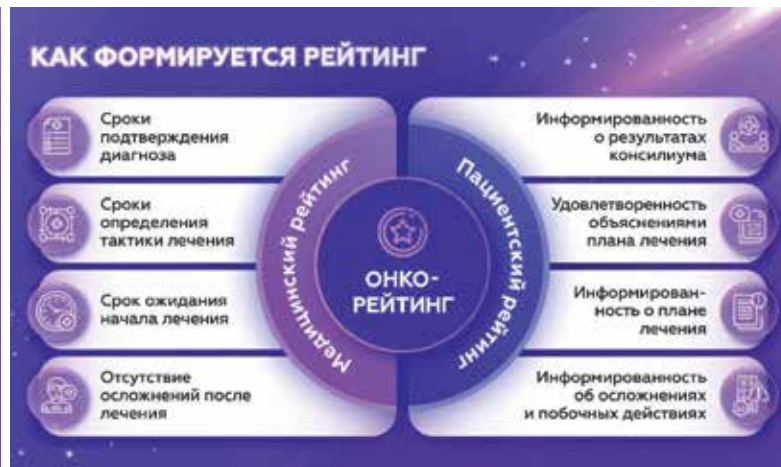 КАК ФОРМИРУЕТСЯ РЕЙТИНГ
Сроки
подтверждения
диагноза
Сроки
определения
тактики лечения
Срок ожидания
начала лечения
Отсутствие
осложнений после
лечения
Медицинский рейтинг
ОНКО-
РЕЙТИНГ
Пациентский рейтинг
Информированность
о результатах
консилиума
Удовлетворенность
объяснениями
плана лечения
Информирован-
ность о плане
лечения
Информированность
об осложнениях
и побочных действиях